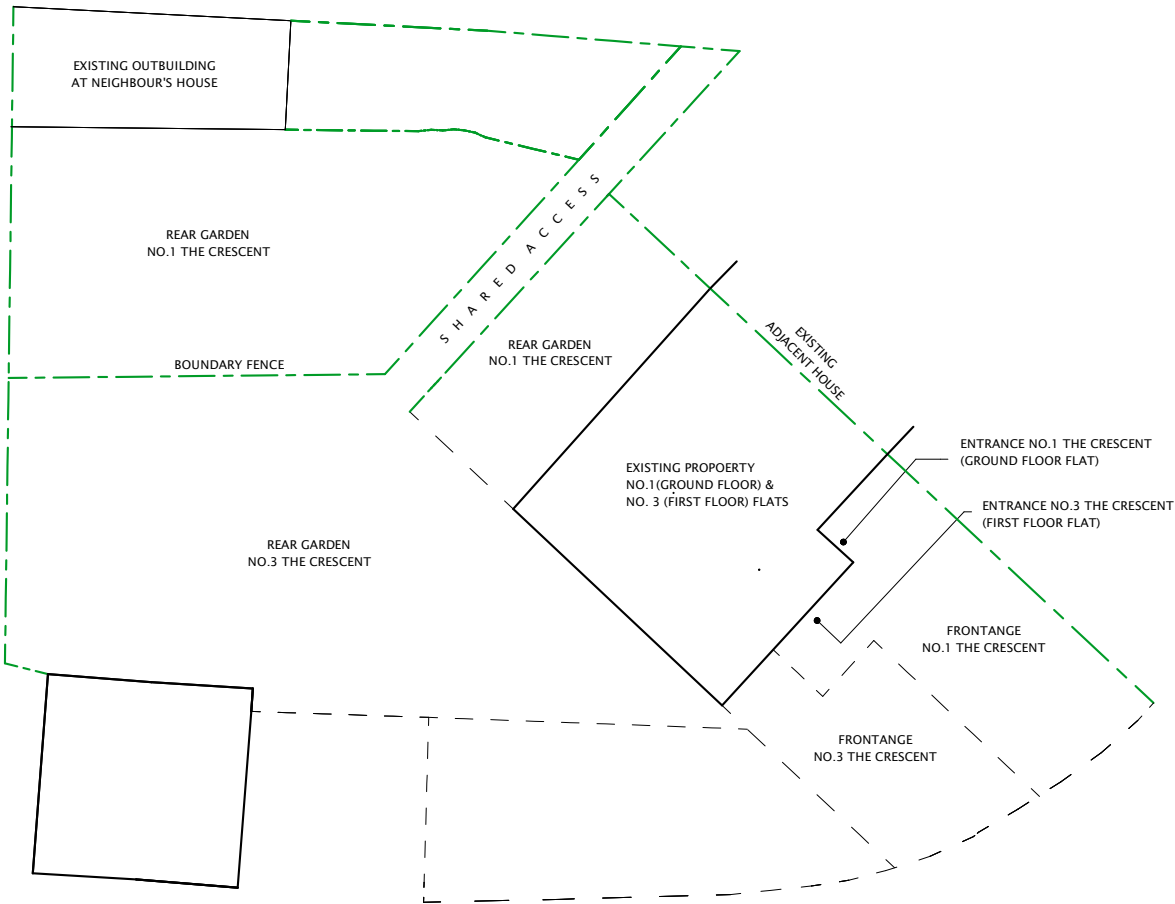 EXISTING OUTBUILDING
AT NEIGHBOUR'S HOUSE
REAR GARDEN
NO.1 THE CRESCENT
SHARED ACCESS
BOUNDARY FENCE
REAR GARDEN
NO.1 THE CRESCENT
EXISTING
ADJACENT HOUSE
EXISTING PROPOERTY
NO.1(GROUND FLOOR) &
NO. 3 (FIRST FLOOR) FLATS
ENTRANCE NO.1 THE CRESCENT
(GROUND FLOOR FLAT)
ENTRANCE NO.3 THE CRESCENT
(FIRST FLOOR FLAT)
REAR GARDEN
NO.3 THE CRESCENT
FRONTANGE
NO.1 THE CRESCENT
FRONTANGE
NO.3 THE CRESCENT